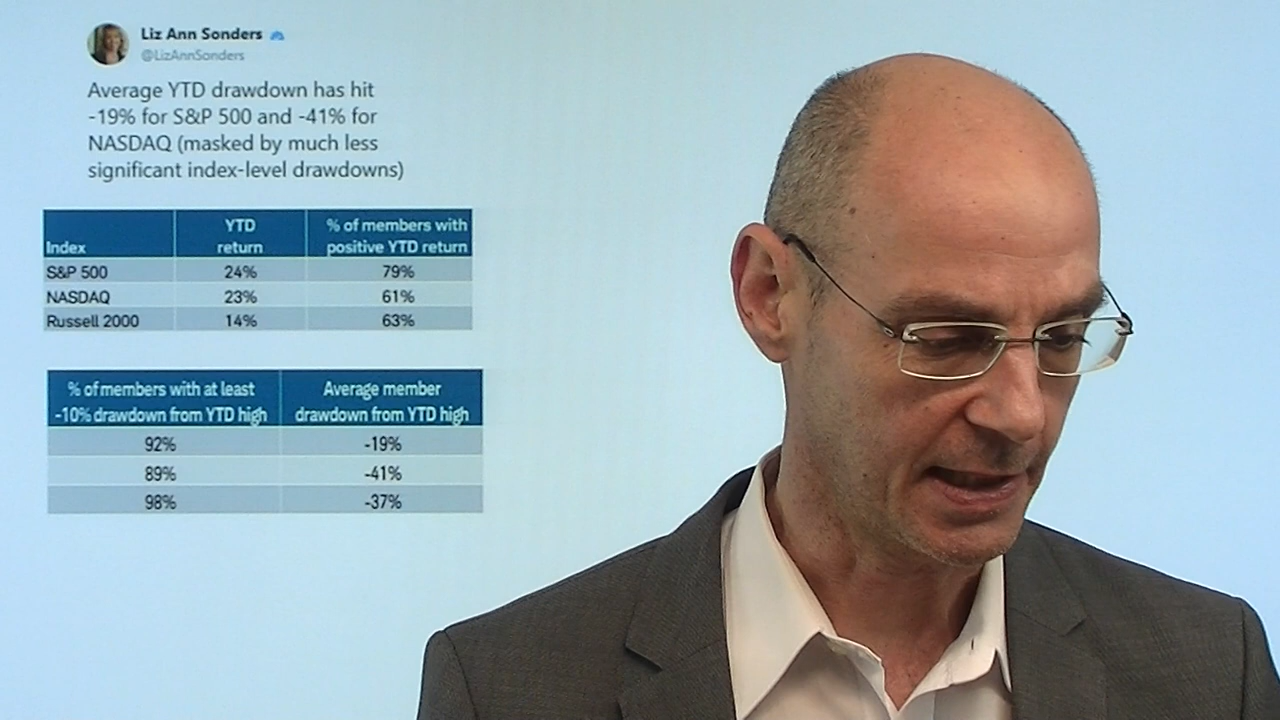 Liz Ann Sonders
@LizAnnSonders
Average YTD drawdown has hit
-19% for S&P 500 and -41% for
NASDAQ (masked by much less
significant index-level drawdowns)
Index YTD return % of members with positive YTD return
S&P 500 24% 79%
NASDAQ 23% 61%
Russell 2000 14% 63%
% of members with at least -10% drawdown from YTD high Average member drawdown from YTD high
92% -19%
89% -41%
98% -37%